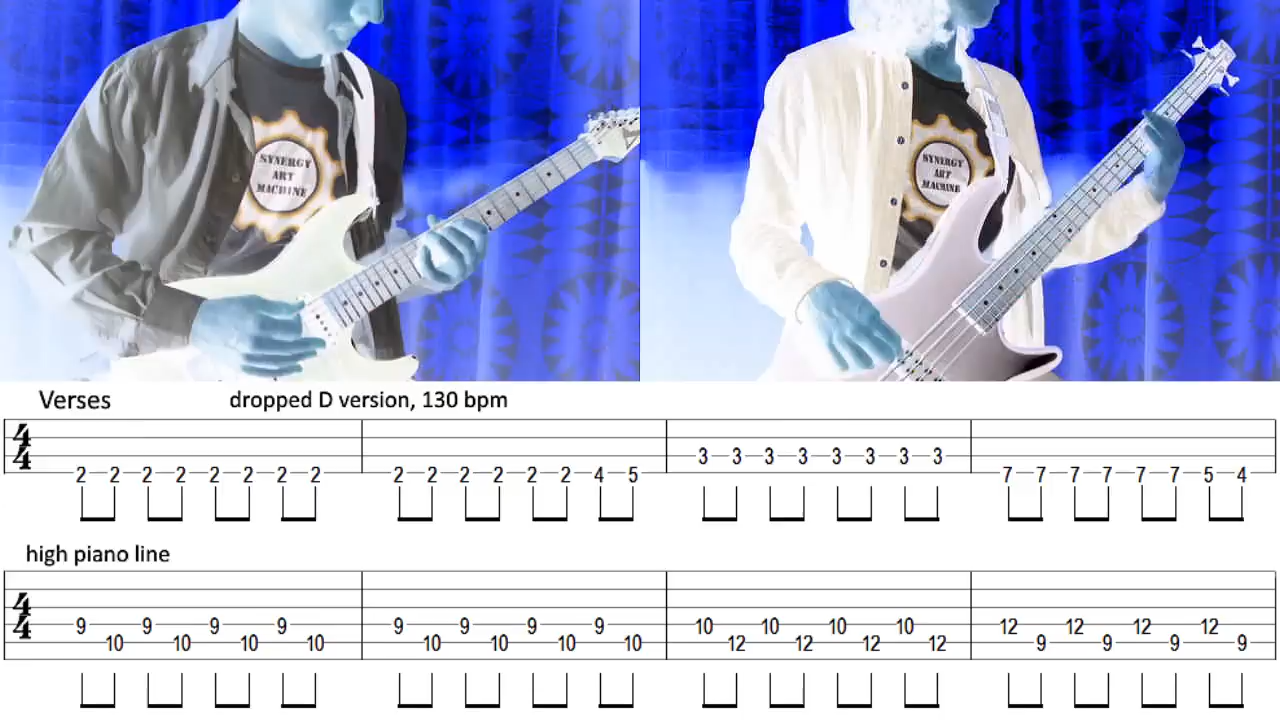 SYNERGY
ART
MACHINE
SYNERGY
ART
MACHINE
Verses dropped D version, 130 bpm
4
4
2 2 2 2 2 2 2 2 2 2 2 2 2 2 4 5 3 3 3 3 3 3 3 3 7 7 7 7 7 7 5 4
high piano line
4
4
9 10 9 10 9 10 9 10 9 10 9 10 9 10 9 10 10 12 10 12 10 12 10 12 12 9 12 9 12 9 12 9